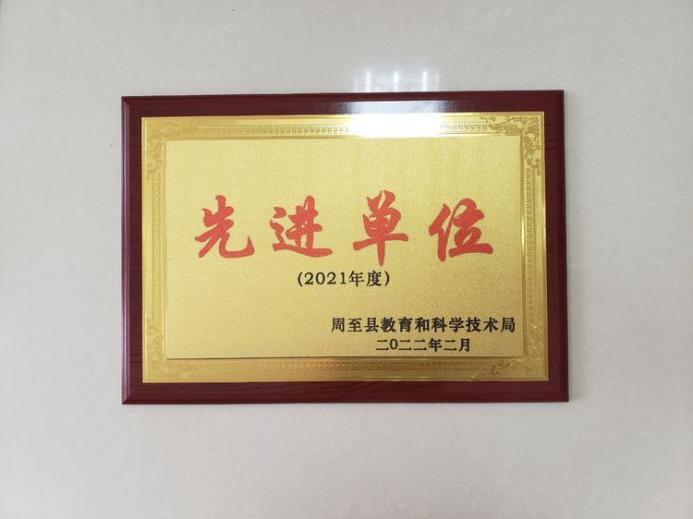 先进单位
(2021年度)
周至县教育和科学技术局
二〇二二年二月